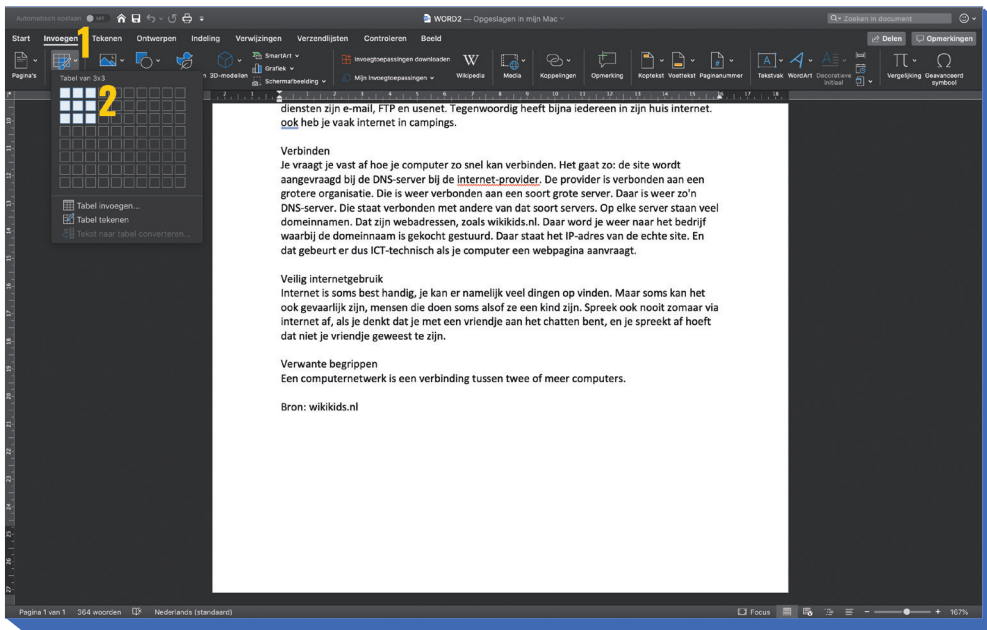 Automatisch opslaan
WORD2 — Opgeslagen in mijn Mac
Zoeken in document
Start Invoegen Tekenen Ontwerpen Indeling Verwijzingen Verzendlijsten Controleren Beeld
Delen Opmerkingen
1
Pagina's
3D-modellen
SmartArt
Grafiek
Schermafbeelding
Invoegtoepassingen downloaden
Mijn Invoegtoepassingen
Wikipedia
Media
Koppelingen
Opmerking
Koptekst Voettekst Paginanummer
Tekstvak WordArt Decoratieve initiaal
Vergelijking Geavanceerd symbool
Tabel van 3x3
2
Tabel invoegen...
Tabel tekenen
Tekst naar tabel converteren...
diensten zijn e-mail, FTP en usenet. Tegenwoordig heeft bijna iedereen in zijn huis internet.
ook heb je vaak internet in campings.
Verbinden
Je vraagt je vast af hoe je computer zo snel kan verbinden. Het gaat zo: de site wordt
aangevraagd bij de DNS-server bij de internet-provider. De provider is verbonden aan een
grotere organisatie. Die is weer verbonden aan een soort grote server. Daar is weer zo'n
DNS-server. Die staat verbonden met andere van dat soort servers. Op elke server staan veel
domeinnamen. Dat zijn webadressen, zoals wikikids.nl. Daar word je weer naar het bedrijf
waarbij de domeinnaam is gekocht gestuurd. Daar staat het IP-adres van de echte site. En
dat gebeurt er dus ICT-technisch als je computer een webpagina aanvraagt.
Veilig internetgebruik
Internet is soms best handig, je kan er namelijk veel dingen op vinden. Maar soms kan het
ook gevaarlijk zijn, mensen die doen soms alsof ze een kind zijn. Spreek ook nooit zomaar via
internet af, als je denkt dat je met een vriendje aan het chatten bent, en je spreekt af hoeft
dat niet je vriendje geweest te zijn.
Verwante begrippen
Een computernetwerk is een verbinding tussen twee of meer computers.
Bron: wikikids.nl
Pagina 1 van 1 364 woorden Nederlands (standaard)
Focus
167%